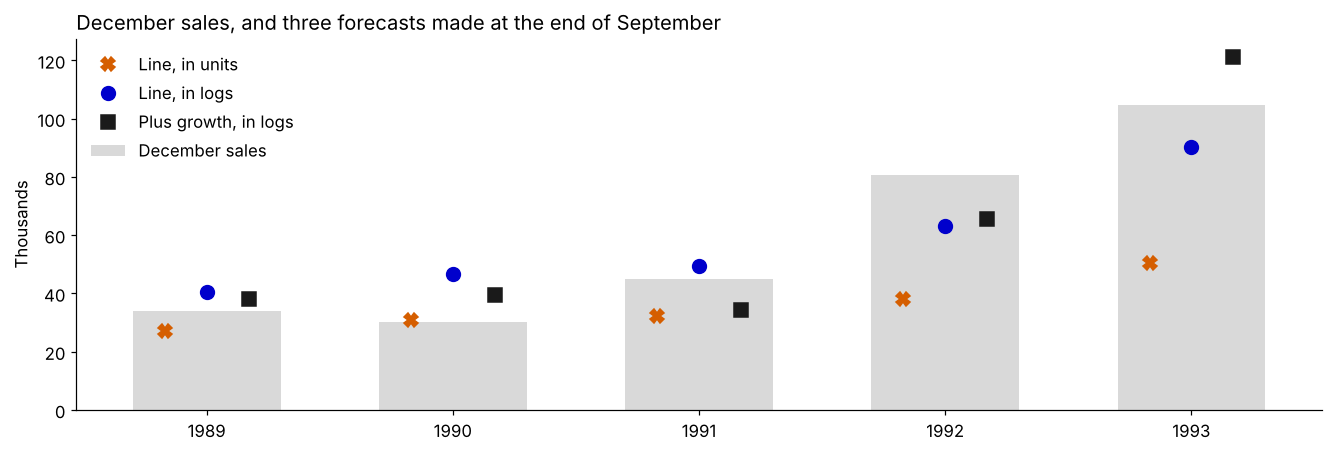 December sales, and three forecasts made at the end of September
Line, in units
Line, in logs
Plus growth, in logs
December sales
Thousands
120
100
80
60
40
20
0
1989
1990
1991
1992
1993